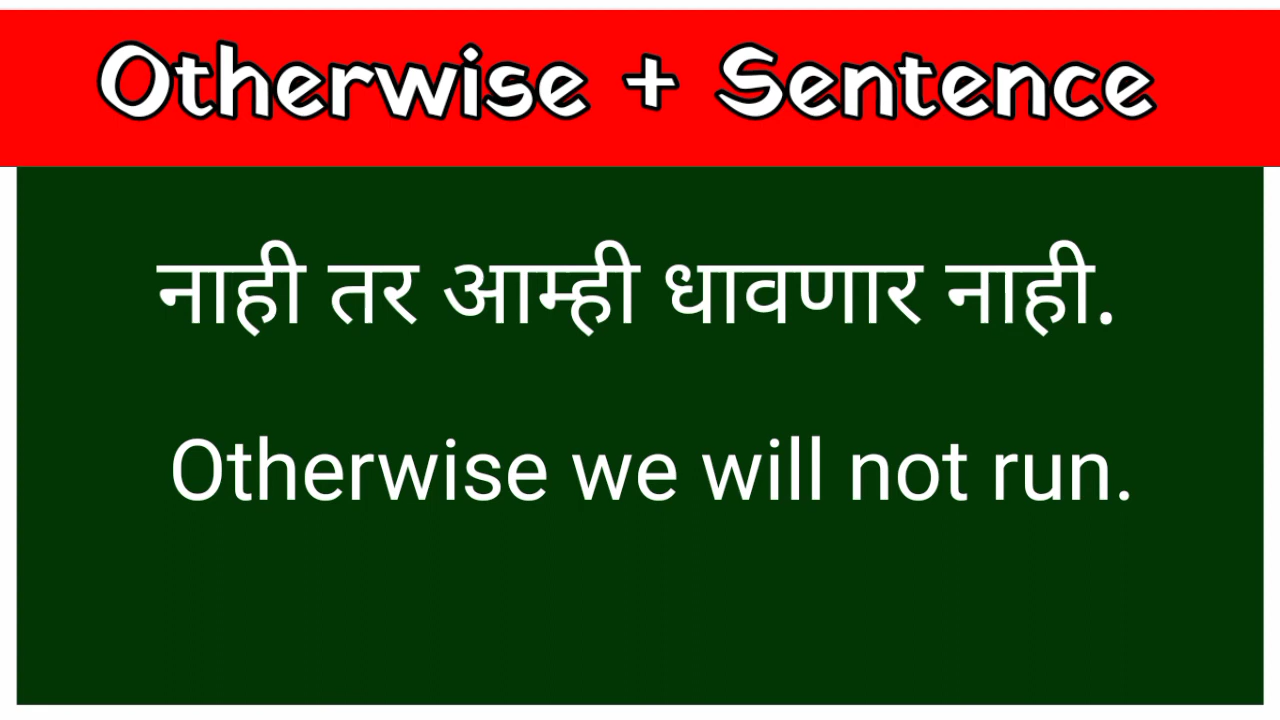 Otherwise + Sentence
नाही तर आम्ही धावणार नाही.
Otherwise we will not run.